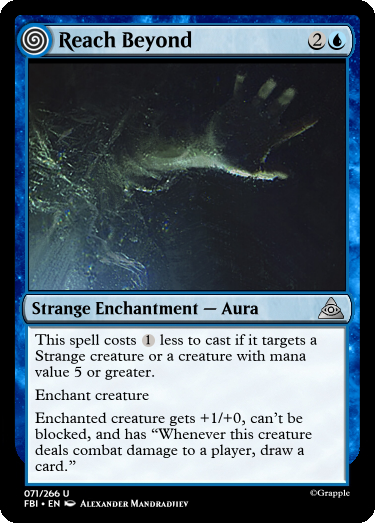 Reach Beyond 2
Strange Enchantment — Aura
This spell costs 1 less to cast if it targets a
Strange creature or a creature with mana
value 5 or greater.
Enchant creature
Enchanted creature gets +1/+0, can't be
blocked, and has “Whenever this creature
deals combat damage to a player, draw a
card.”
071/266 U ©Grapple
FBI • EN ALEXANDER MANDRADJIEV